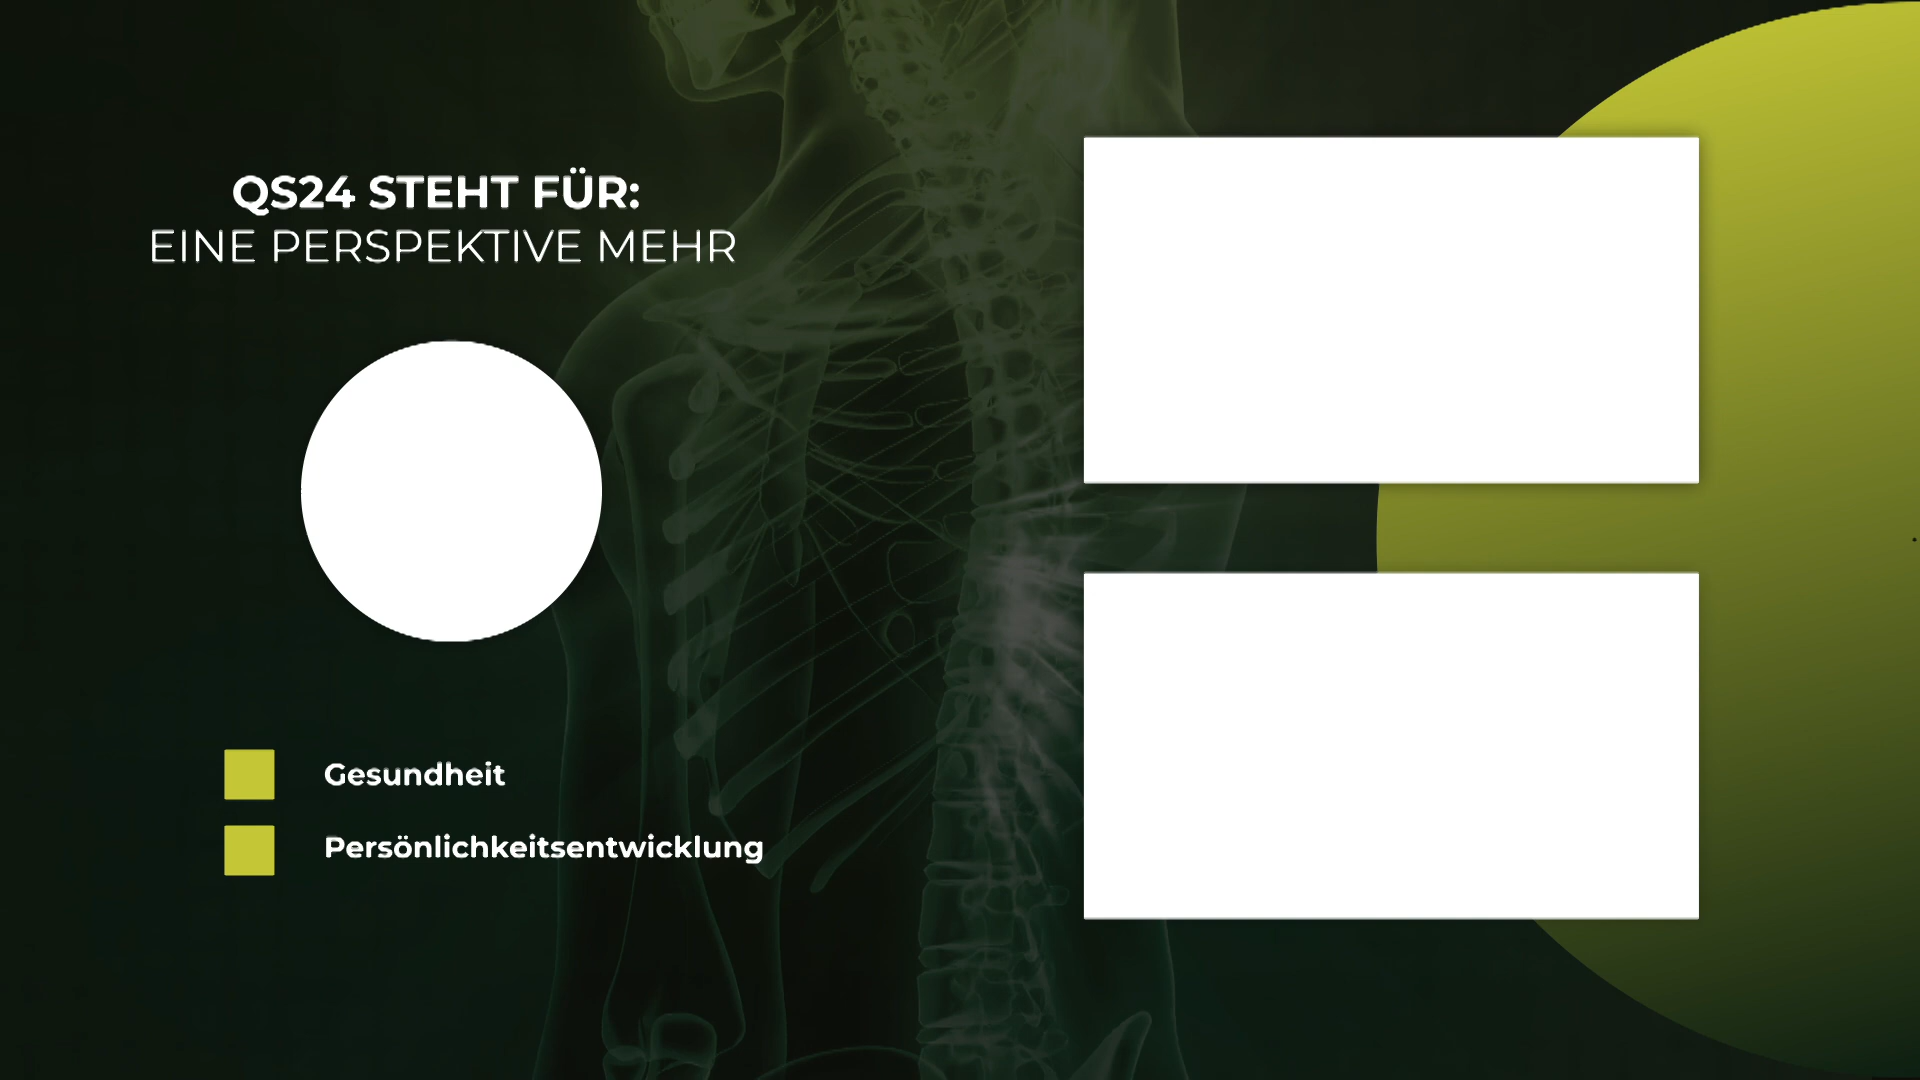 QS24 STEHT FÜR:
EINE PERSPEKTIVE MEHR
Gesundheit
Persönlichkeitsentwicklung